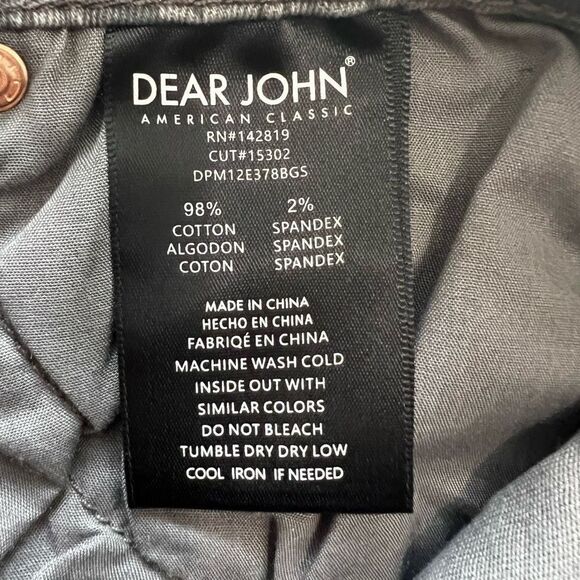 DEAR JOHN®
AMERICAN CLASSIC
RN#142819
CUT#15302
DPM12E378BGS
98% 2%
COTTON SPANDEX
ALGODON SPANDEX
COTON SPANDEX
MADE IN CHINA
HECHO EN CHINA
FABRIQÉ EN CHINA
MACHINE WASH COLD
INSIDE OUT WITH
SIMILAR COLORS
DO NOT BLEACH
TUMBLE DRY DRY LOW
COOL IRON IF NEEDED